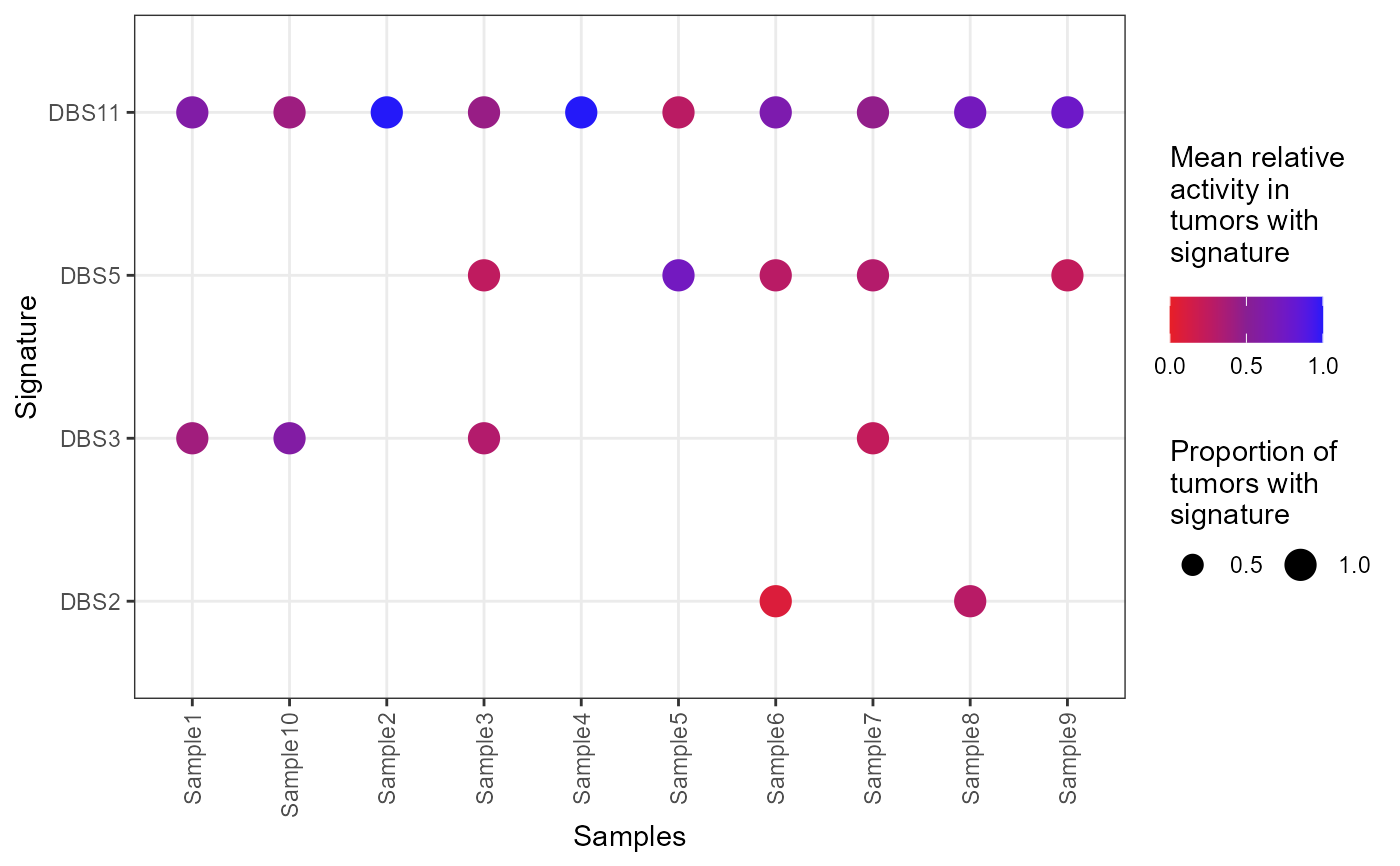 DBS11
DBS5
DBS3
DBS2
Signature
Sample1
Sample10
Sample2
Sample3
Sample4
Sample5
Sample6
Sample7
Sample8
Sample9
Samples
Mean relative
activity in
tumors with
signature
0.0 0.5 1.0
Proportion of
tumors with
signature
0.5 1.0